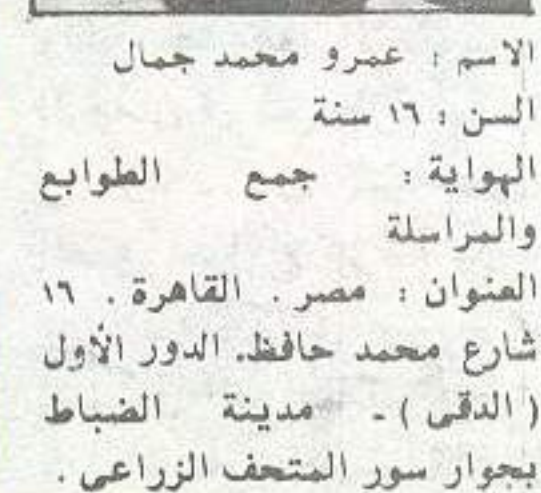 الاسم : عمرو محمد جمال
السن : ١٦ سنة
الهواية : جمع الطوابع
والمراسلة
العنوان : مصر . القاهرة . ١٦
شارع محمد حافظ. الدور الأول
( الدقى ) ـ مدينة الضباط
بجوار سور المتحف الزراعى .